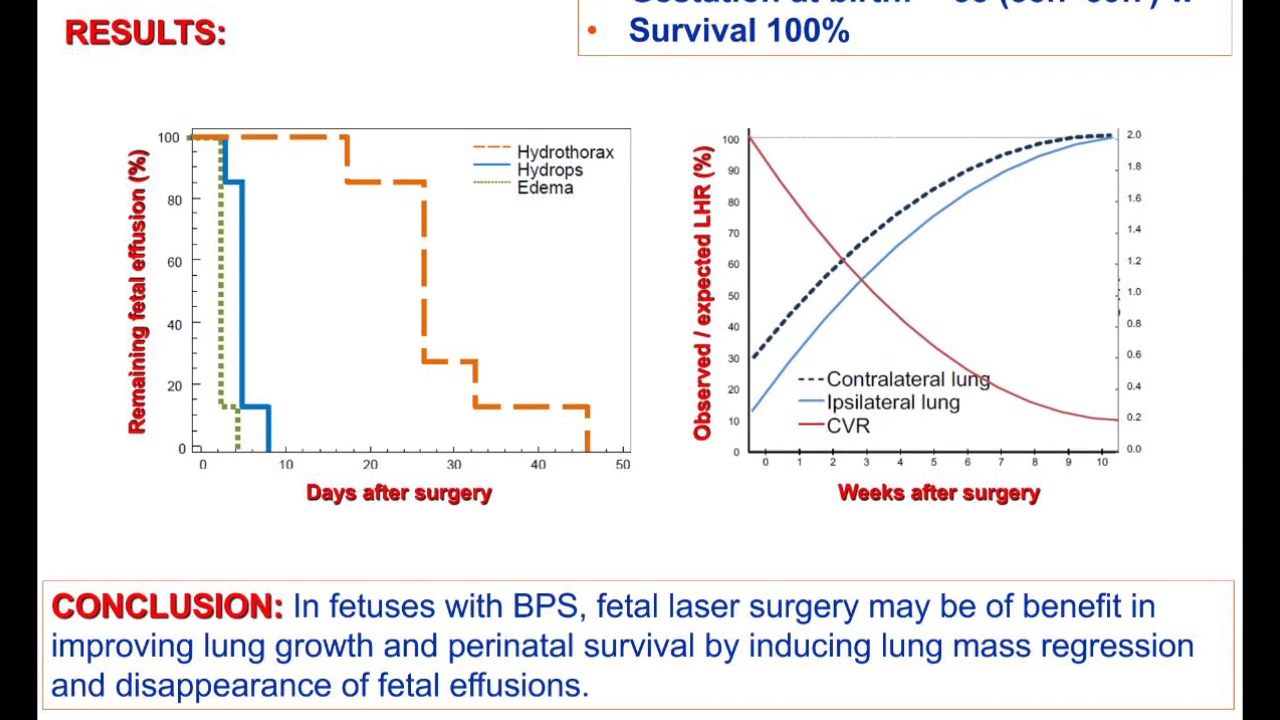 RESULTS:
• Survival 100%
Remaining fetal effusion (%)
100
80
60
40
20
0
0 10 20 30 40 50
Days after surgery
Hydrothorax
Hydrops
Edema
Observed / expected LHR (%)
100
90
80
70
60
50
40
30
20
10
0
0 1 2 3 4 5 6 7 8 9 10
Weeks after surgery
2.0
1.8
1.6
1.4
1.2
1.0
0.8
0.6
0.4
0.2
0.0
Contralateral lung
Ipsilateral lung
CVR
CONCLUSION: In fetuses with BPS, fetal laser surgery may be of benefit in
improving lung growth and perinatal survival by inducing lung mass regression
and disappearance of fetal effusions.